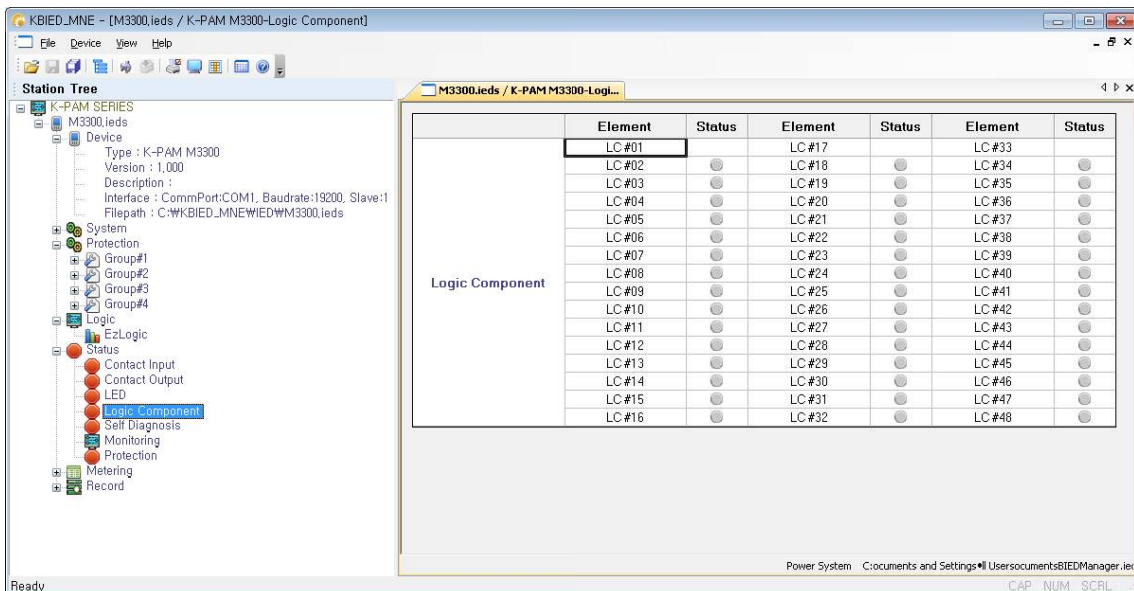 KBIED_MNE - [M3300.ieds / K-PAM M3300-Logic Component]
File Device View Help
Station Tree
M3300.ieds / K-PAM M3300-Logi...
K-PAM SERIES
M3300.ieds
Device
Type : K-PAM M3300
Version : 1.000
Description :
Interface : CommPort:COM1, Baudrate:19200, Slave:1
Filepath : C:₩KBIED_MNE₩IED₩M3300.ieds
System
Protection
Group#1
Group#2
Group#3
Group#4
Logic
EzLogic
Status
Contact Input
Contact Output
LED
Logic Component
Self Diagnosis
Monitoring
Protection
Metering
Record
Element Status Element Status Element Status
LC #01 LC #17 LC #33
LC #02 LC #18 LC #34
LC #03 LC #19 LC #35
LC #04 LC #20 LC #36
LC #05 LC #21 LC #37
LC #06 LC #22 LC #38
LC #07 LC #23 LC #39
LC #08 LC #24 LC #40
Logic Component
LC #09 LC #25 LC #41
LC #10 LC #26 LC #42
LC #11 LC #27 LC #43
LC #12 LC #28 LC #44
LC #13 LC #29 LC #45
LC #14 LC #30 LC #46
LC #15 LC #31 LC #47
LC #16 LC #32 LC #48
Power System C:ocuments and Settings•ll UsersocumentsBIEDManager.iec
Ready CAP NUM SCRL